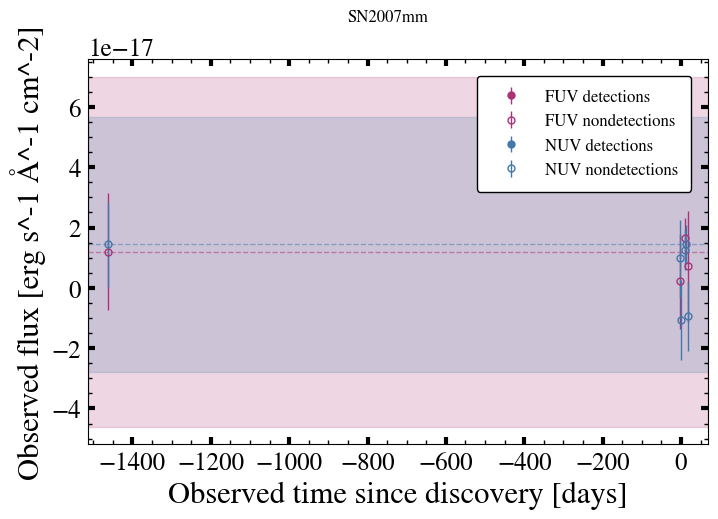 SN2007mm
1e−17
Observed flux [erg s^-1 Å^-1 cm^-2]
6
4
2
0
−2
−4
FUV detections
FUV nondetections
NUV detections
NUV nondetections
−1400 −1200 −1000 −800 −600 −400 −200 0
Observed time since discovery [days]